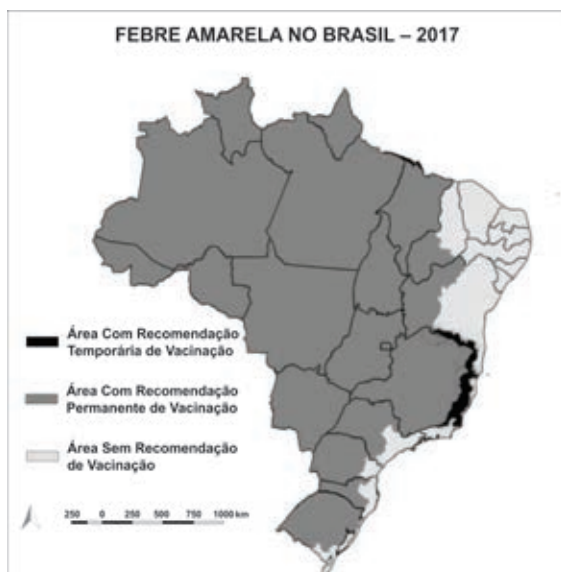 FEBRE AMARELA NO BRASIL – 2017
Área Com Recomendação
Temporária de Vacinação
Área Com Recomendação
Permanente de Vacinação
Área Sem Recomendação
de Vacinação
250 0 250 500 750 1000 km